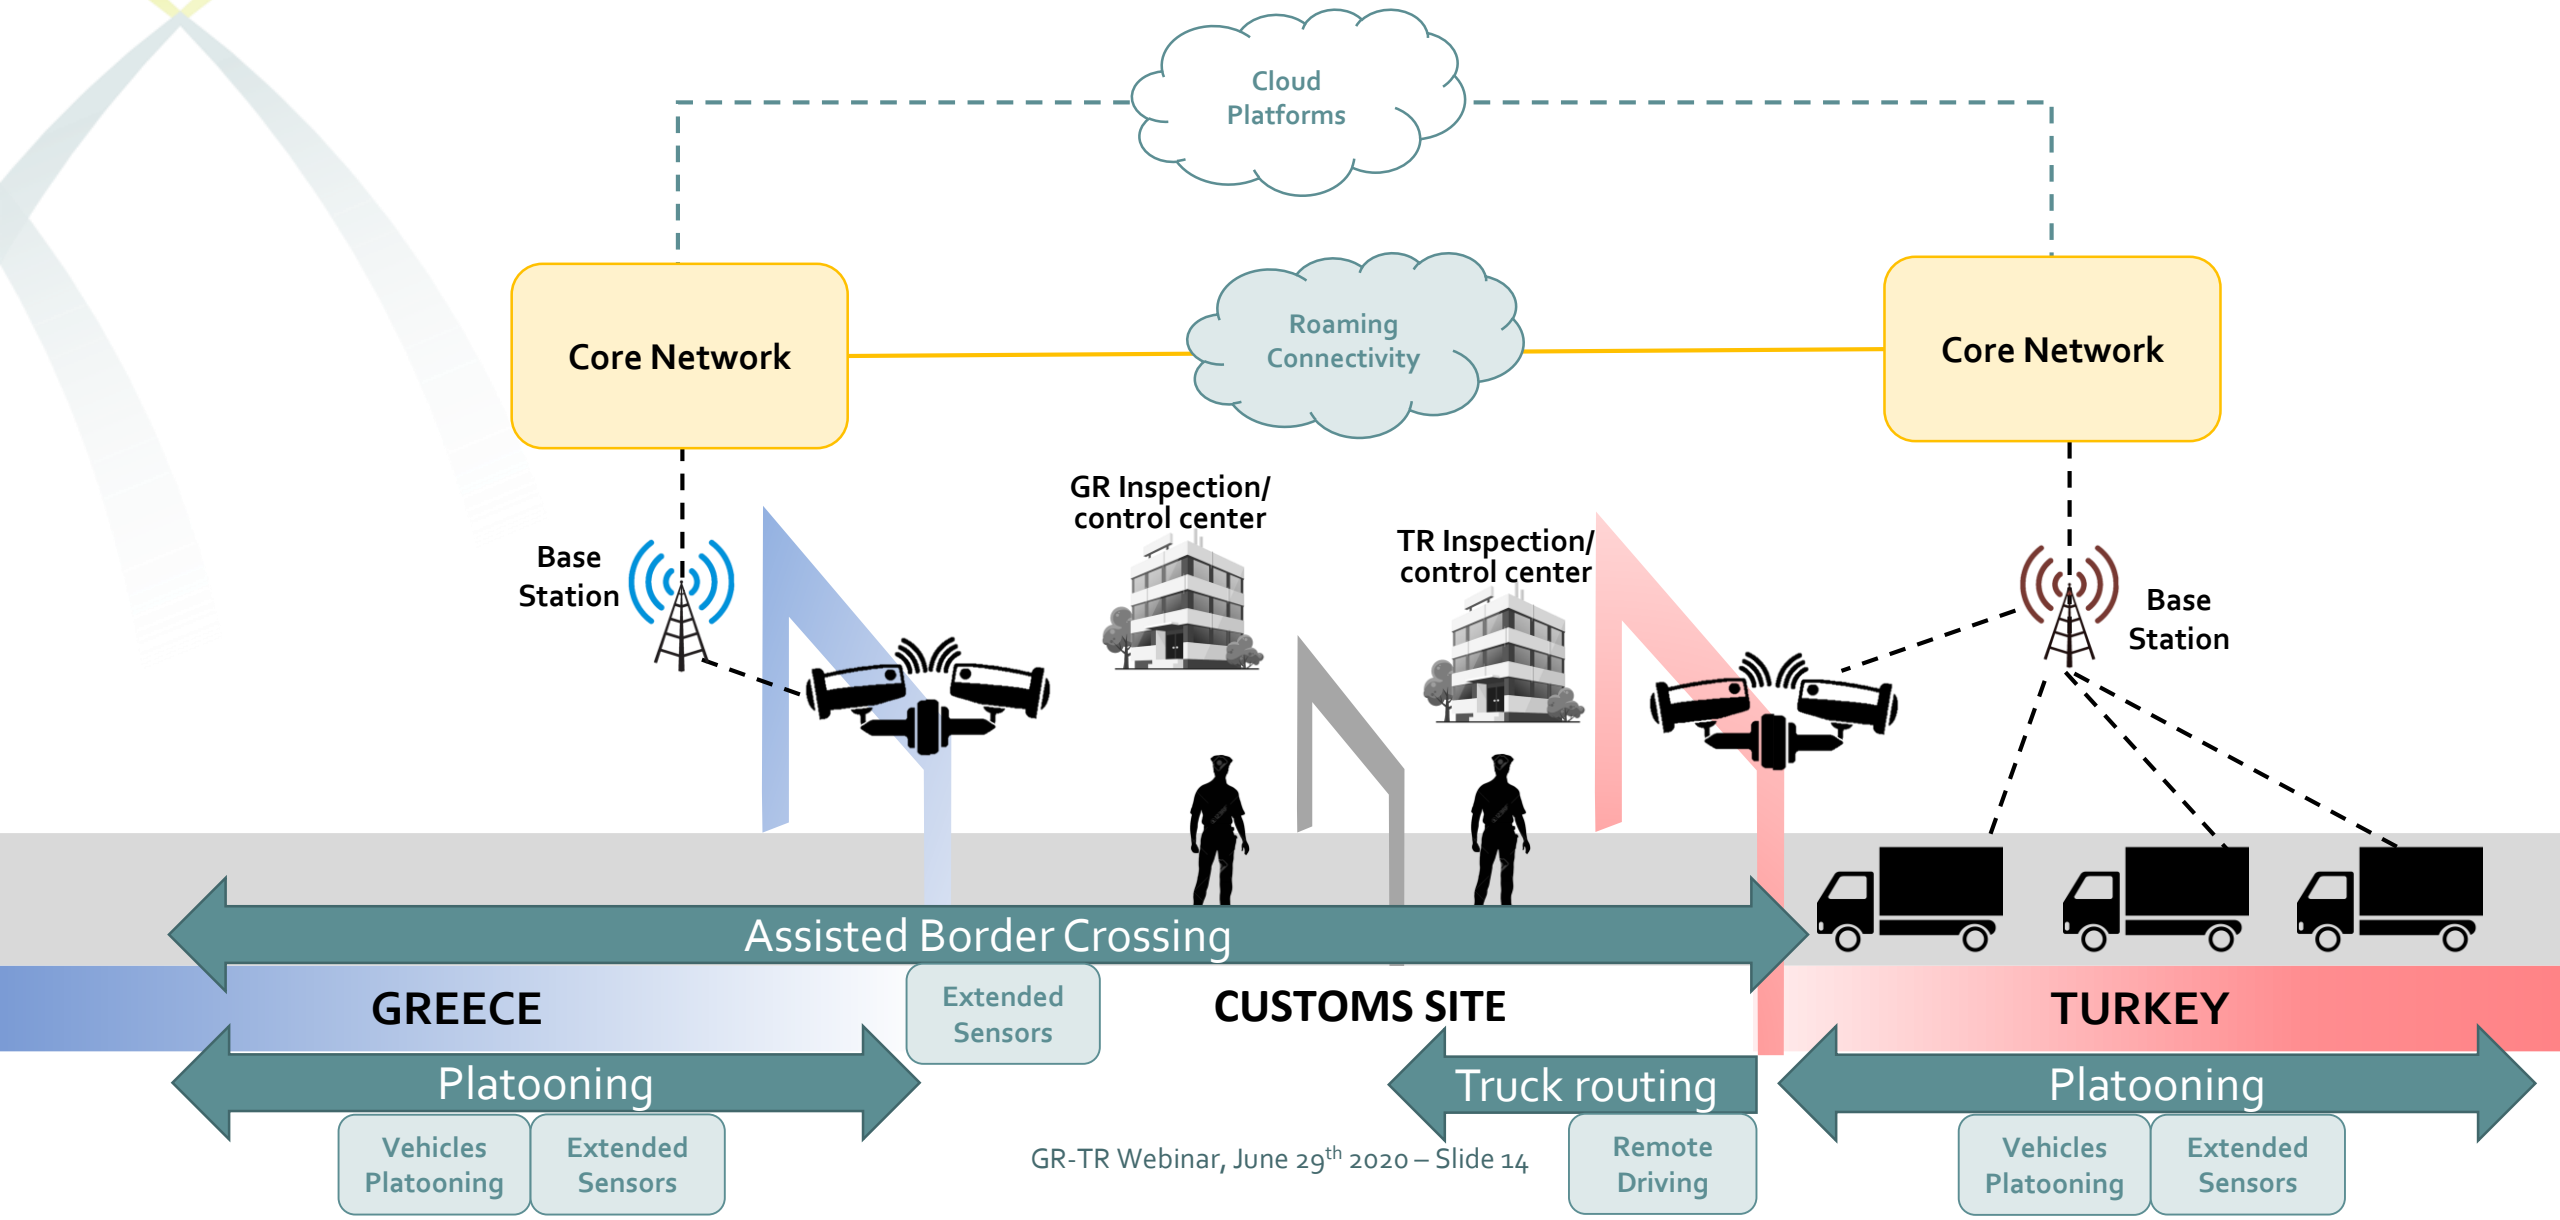 Cloud
Platforms
Core Network
Roaming
Connectivity
Core Network
GR Inspection/
control center
TR Inspection/
control center
Base
Station
Base
Station
Assisted Border Crossing
GREECE
Extended
Sensors
CUSTOMS SITE
TURKEY
Platooning
Truck routing
Platooning
Vehicles
Platooning
Extended
Sensors
GR-TR Webinar, June 29th 2020 – Slide 14
Remote
Driving
Vehicles
Platooning
Extended
Sensors